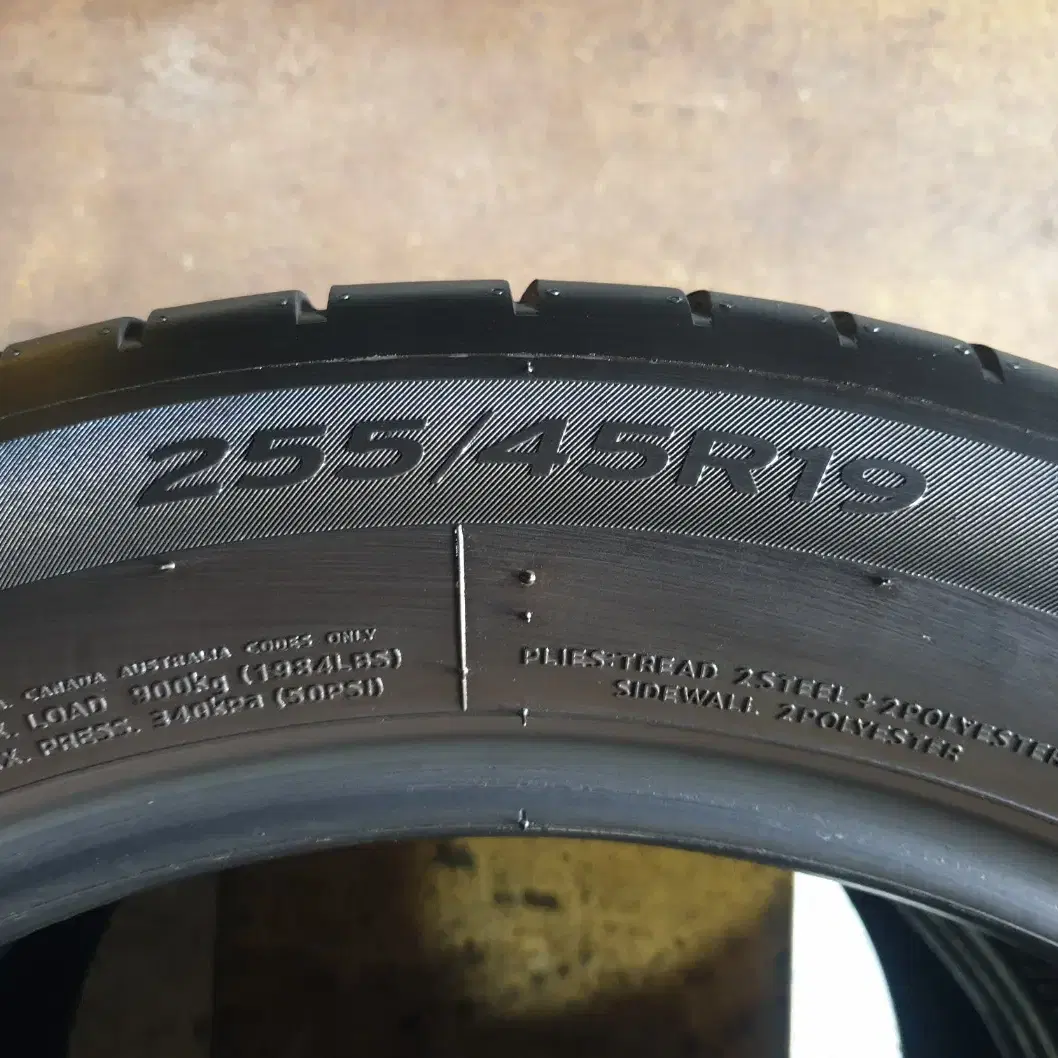 255/45R19
CANADA AUSTRALIA CODES ONLY
LOAD 900kg (1984LBS)
PRESS. 340kPa (50PSI)
PLIES:TREAD 2STEEL+2POLYESTER
SIDEWALL 2POLYESTER